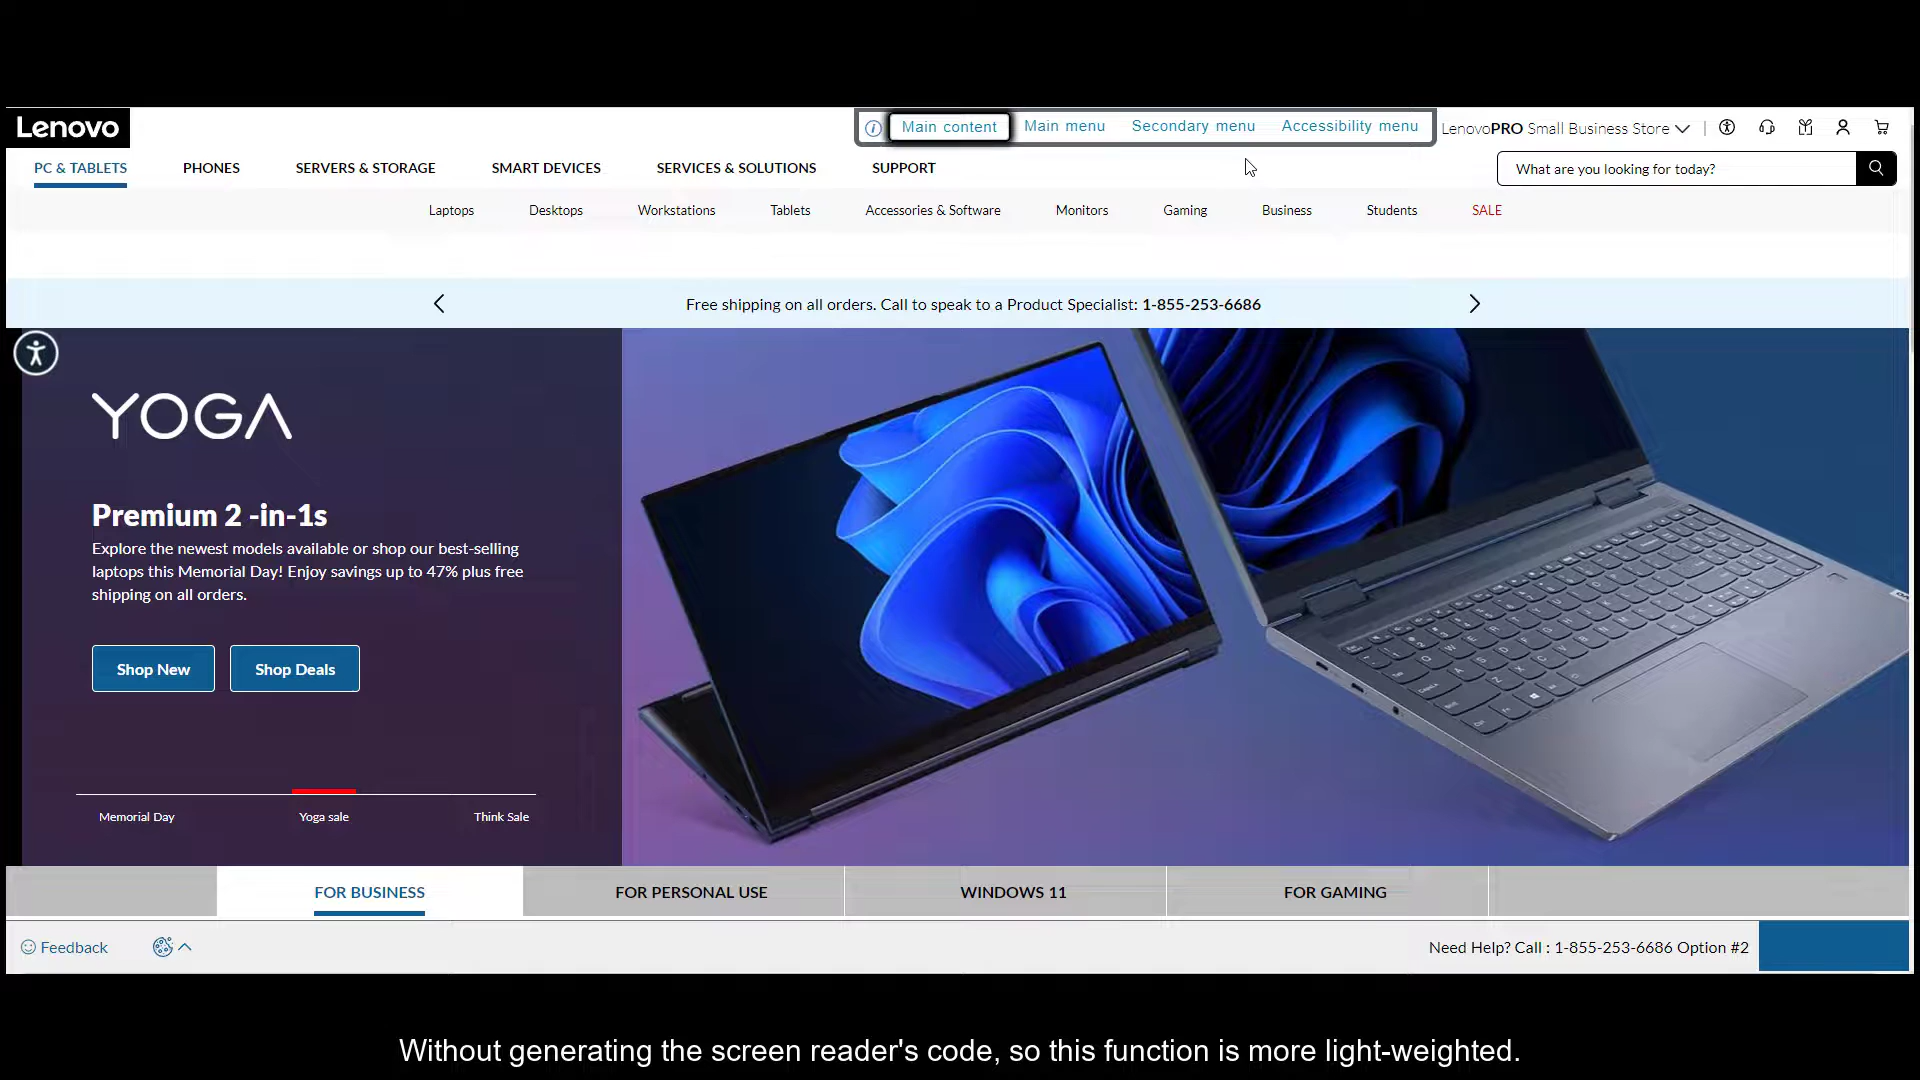 Lenovo
Main content Main menu Secondary menu Accessibility menu
LenovoPRO Small Business Store
PC & TABLETS PHONES SERVERS & STORAGE SMART DEVICES SERVICES & SOLUTIONS SUPPORT
What are you looking for today?
Laptops Desktops Workstations Tablets Accessories & Software Monitors Gaming Business Students SALE
Free shipping on all orders. Call to speak to a Product Specialist: 1-855-253-6686
YOGA
Premium 2 -in-1s
Explore the newest models available or shop our best-selling
laptops this Memorial Day! Enjoy savings up to 47% plus free
shipping on all orders.
Shop New Shop Deals
Memorial Day Yoga sale Think Sale
FOR BUSINESS FOR PERSONAL USE WINDOWS 11 FOR GAMING
Feedback
Need Help? Call : 1-855-253-6686 Option #2
Without generating the screen reader's code, so this function is more light-weighted.